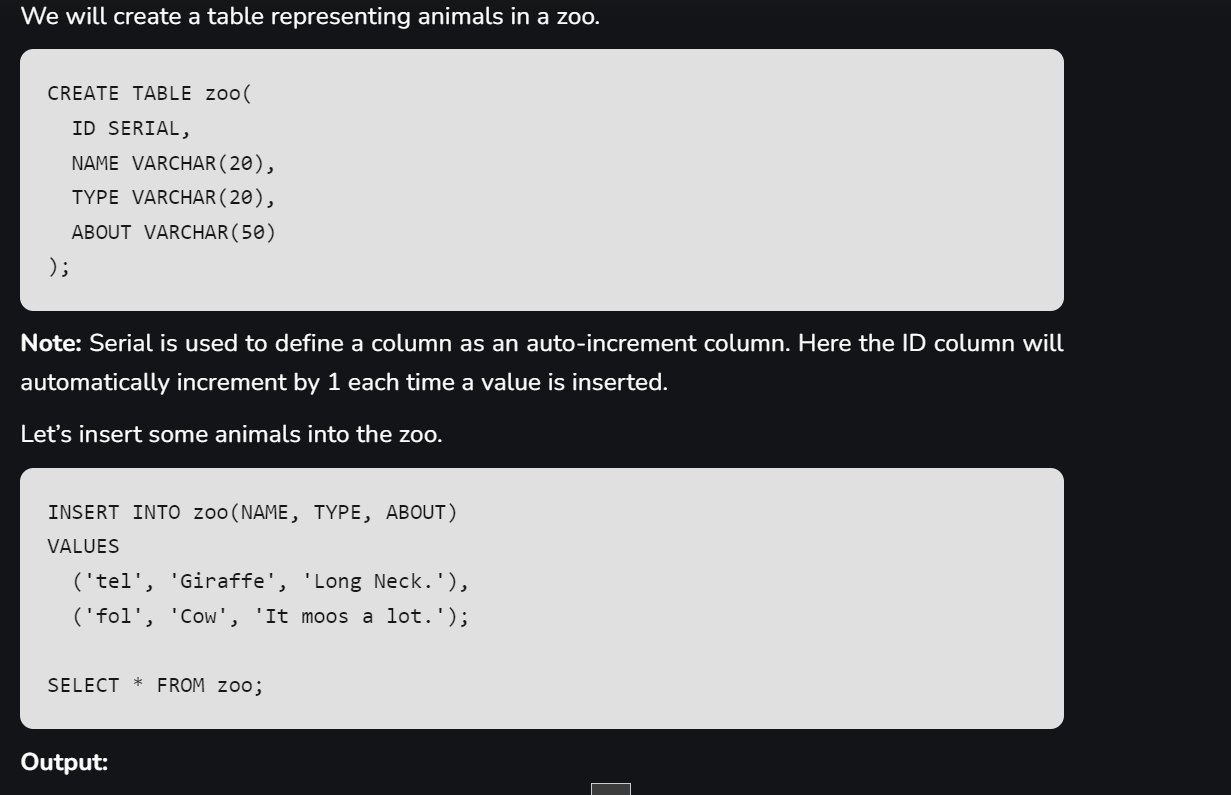 We will create a table representing animals in a zoo.
CREATE TABLE zoo(
ID SERIAL,
NAME VARCHAR(20),
TYPE VARCHAR(20),
ABOUT VARCHAR(50)
);
Note: Serial is used to define a column as an auto-increment column. Here the ID column will
automatically increment by 1 each time a value is inserted.
Let’s insert some animals into the zoo.
INSERT INTO zoo(NAME, TYPE, ABOUT)
VALUES
('tel', 'Giraffe', 'Long Neck.'),
('fol', 'Cow', 'It moos a lot.');
SELECT * FROM zoo;
Output: